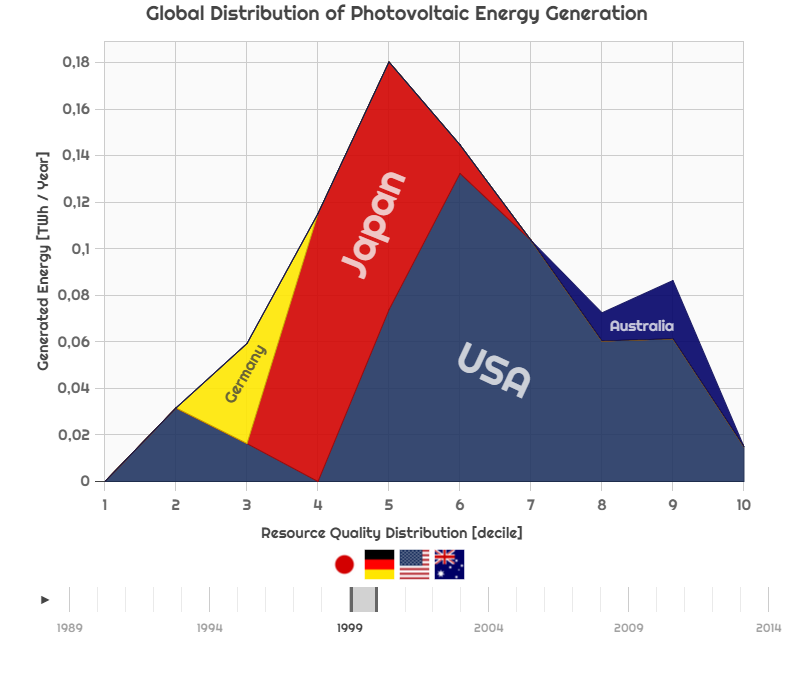 Global Distribution of Photovoltaic Energy Generation
Generated Energy [TWh / Year]
0,18
0,16
0,14
0,12
0,1
0,08
0,06
0,04
0,02
0
Japan
Germany
USA
Australia
1 2 3 4 5 6 7 8 9 10
Resource Quality Distribution [decile]
1989 1994 1999 2004 2009 2014